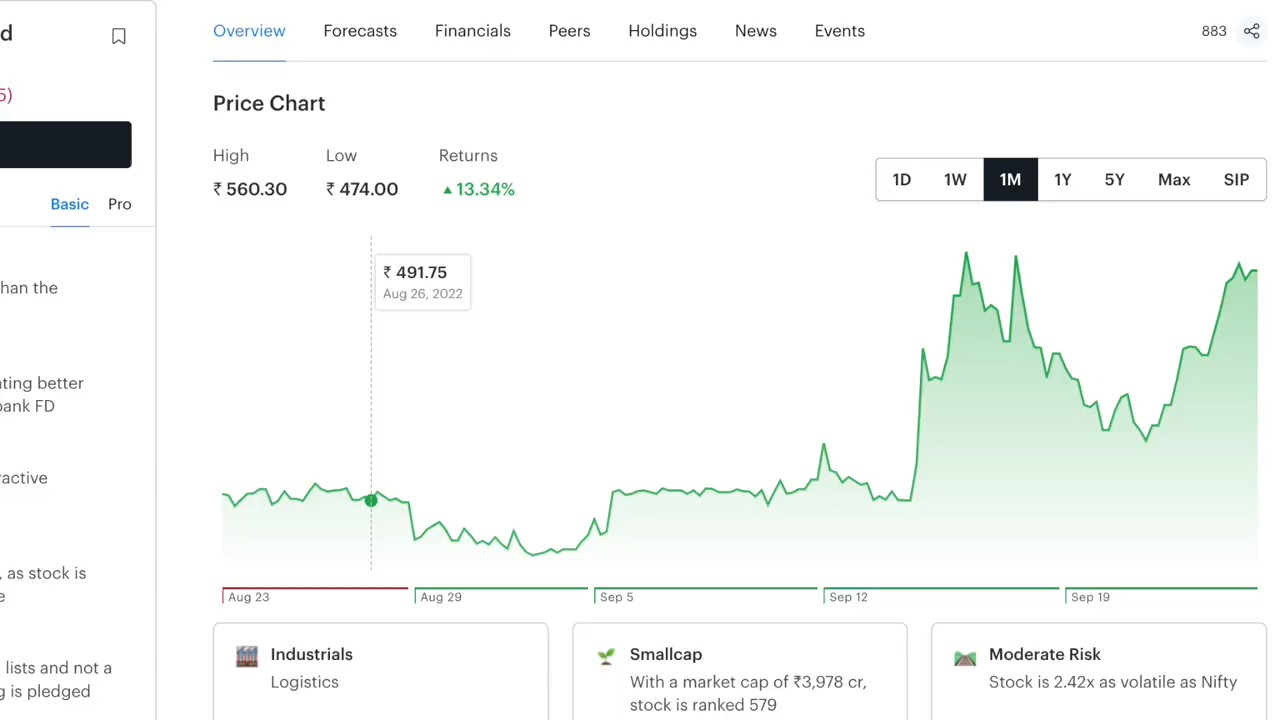 d
5)
Basic Pro
han the
ating better
bank FD
ractive
, as stock is
e
lists and not a
g is pledged
Overview Forecasts Financials Peers Holdings News Events 883
Price Chart
High Low Returns
₹ 560.30 ₹ 474.00 ▲13.34%
1D 1W 1M 1Y 5Y Max SIP
₹ 491.75
Aug 26, 2022
Aug 23 Aug 29 Sep 5 Sep 12 Sep 19
Industrials
Logistics
Smallcap
With a market cap of ₹3,978 cr,
stock is ranked 579
Moderate Risk
Stock is 2.42x as volatile as Nifty